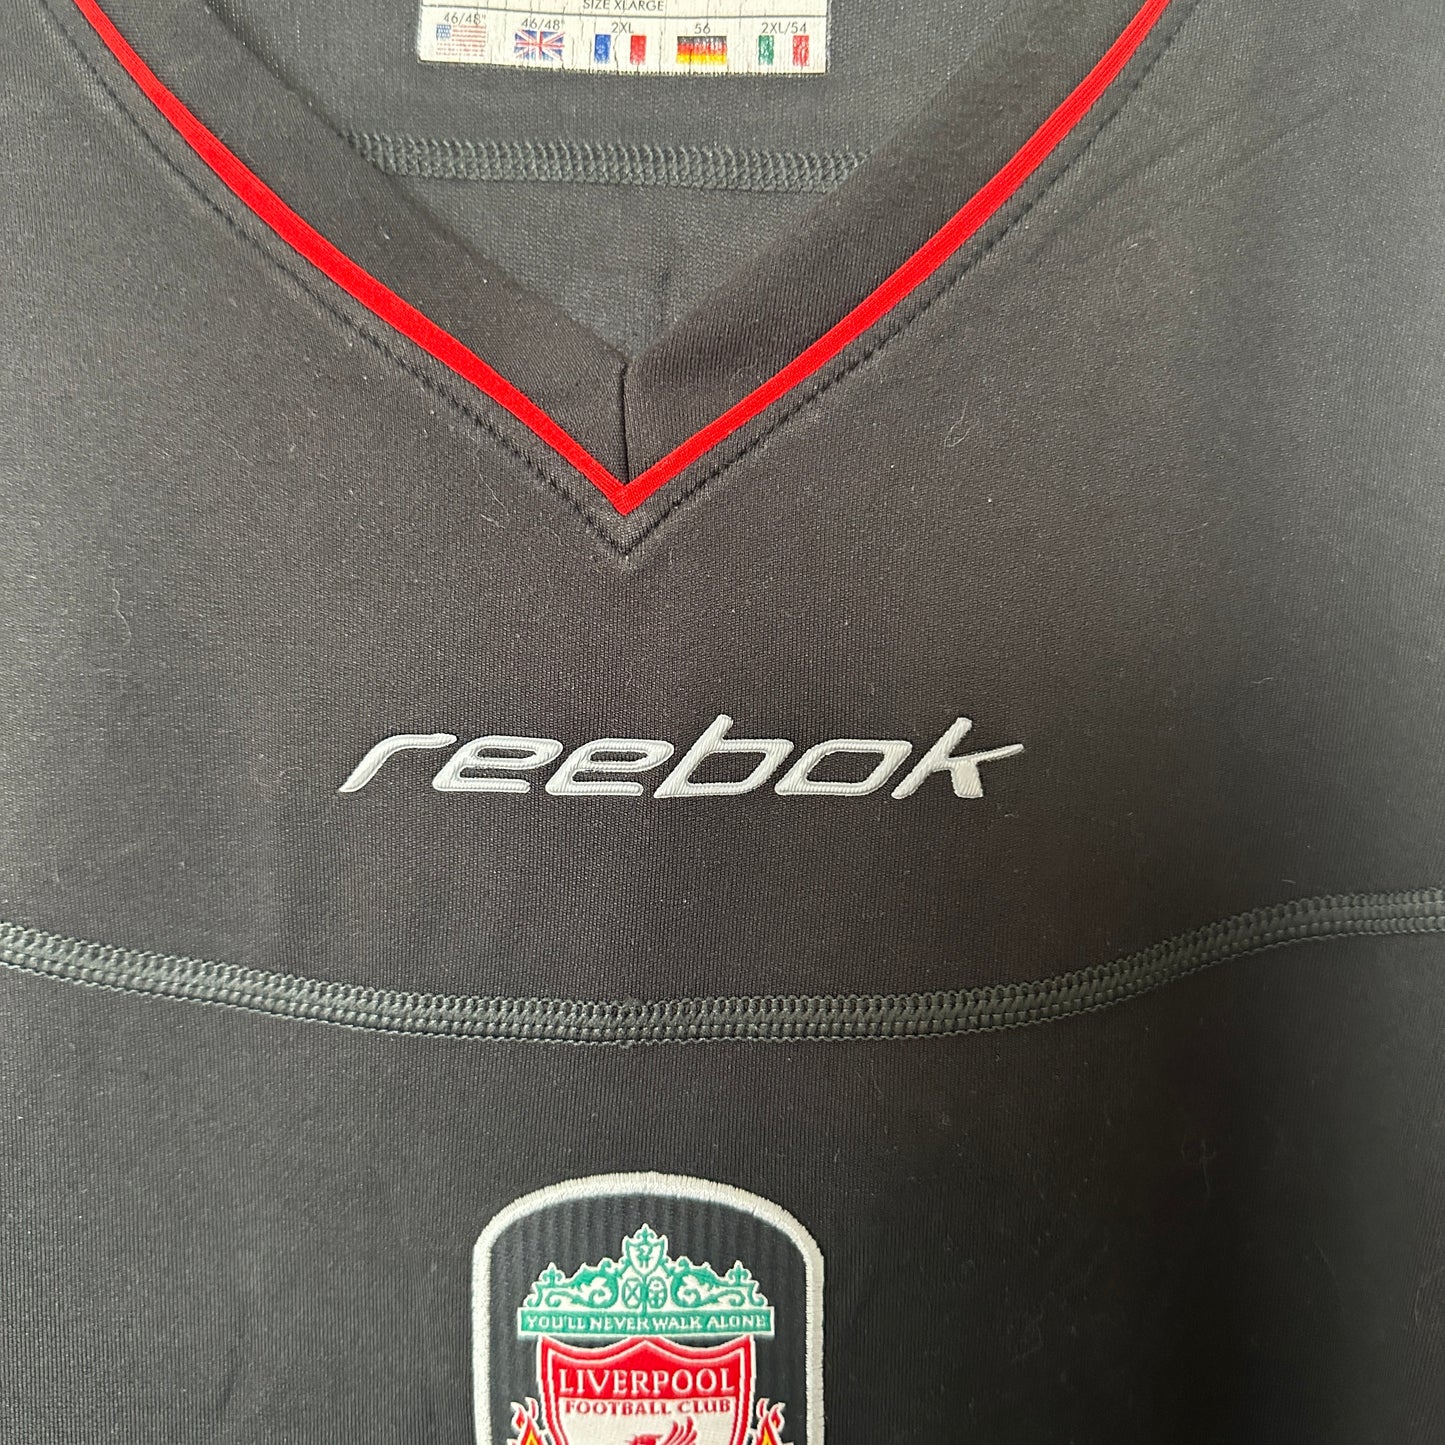 SIZE XLARGE
46/48" 46/48" 2XL 56 2XL/54
reebok
YOU'LL NEVER WALK ALONE
LIVERPOOL
FOOTBALL CLUB